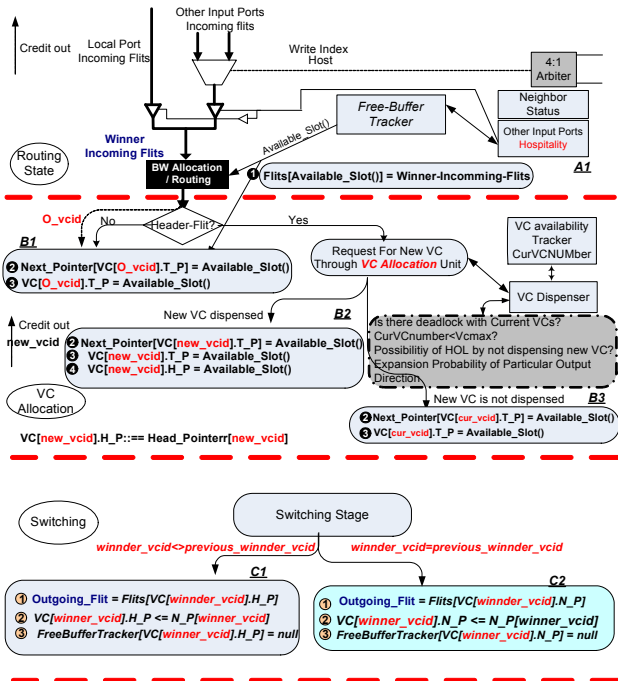 Other Input Ports
Incoming flits
Credit out
Local Port
Incoming Flits
Write Index
Host
4:1
Arbiter
Neighbor
Status
Free-Buffer
Tracker
Other Input Ports
Hospitality
A1
Available_Slot()
Winner
Incoming Flits
Routing
State
BW Allocation
/ Routing
❶ Flits[Available_Slot()] = Winner-Incomming-Flits
O_vcid
No
Header-Flit?
Yes
B1
❷ Next_Pointer[VC[O_vcid].T_P] = Available_Slot()
❸ VC[O_vcid].T_P = Available_Slot()
Request For New VC
Through VC Allocation Unit
VC availability
Tracker
CurVCNUMber
VC Dispenser
New VC dispensed
B2
Credit out
new_vcid
❷ Next_Pointer[VC[new_vcid].T_P] = Available_Slot()
❸ VC[new_vcid].T_P = Available_Slot()
❹ VC[new_vcid].H_P = Available_Slot()
Is there deadlock with Current VCs?
CurVCnumber<Vcmax?
Possibilitiy of HOL by not dispensing new VC?
Expansion Probability of Particular Output
Direction
VC
Allocation
New VC is not dispensed
B3
❷ Next_Pointer[VC[cur_vcid].T_P] = Available_Slot()
❸ VC[cur_vcid].T_P = Available_Slot()
VC[new_vcid].H_P::== Head_Pointerr[new_vcid]
Switching
Switching Stage
winnder_vcid<>previous_winnder_vcid
winnder_vcid=previous_winnder_vcid
C1
① Outgoing_Flit = Flits[VC[winnder_vcid].H_P]
② VC[winner_vcid].H_P <= N_P[winner_vcid]
③ FreeBufferTracker[VC[winner_vcid].H_P] = null
C2
① Outgoing_Flit = Flits[VC[winnder_vcid].N_P]
② VC[winner_vcid].N_P <= N_P[winner_vcid]
③ FreeBufferTracker[VC[winner_vcid].N_P] = null